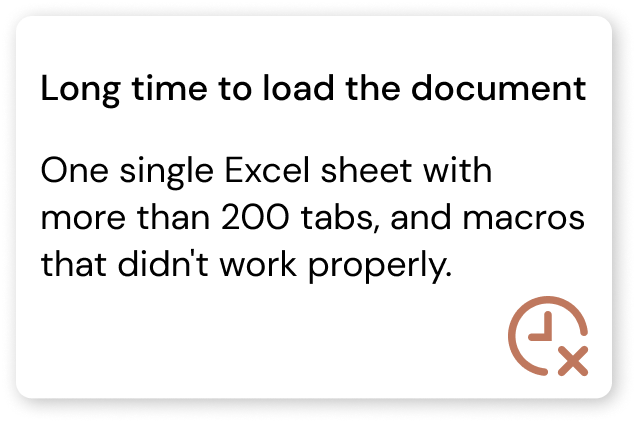 Long time to load the document
One single Excel sheet with
more than 200 tabs, and macros
that didn't work properly.